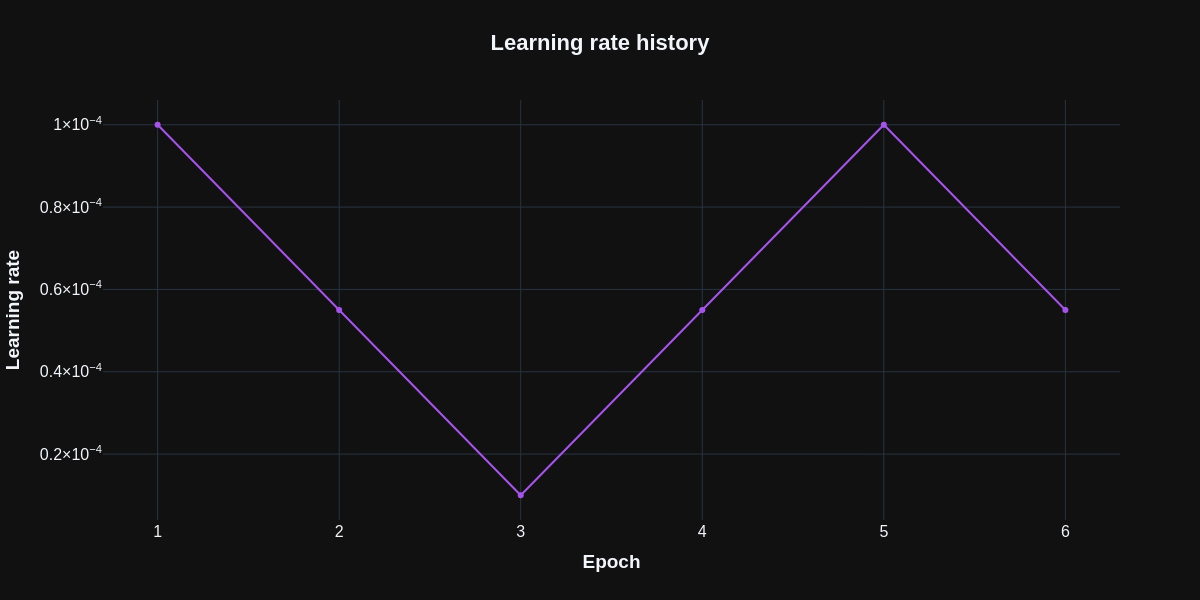 Learning rate history
Learning rate
1×10⁻⁴
0.8×10⁻⁴
0.6×10⁻⁴
0.4×10⁻⁴
0.2×10⁻⁴
1 2 3 4 5 6
Epoch